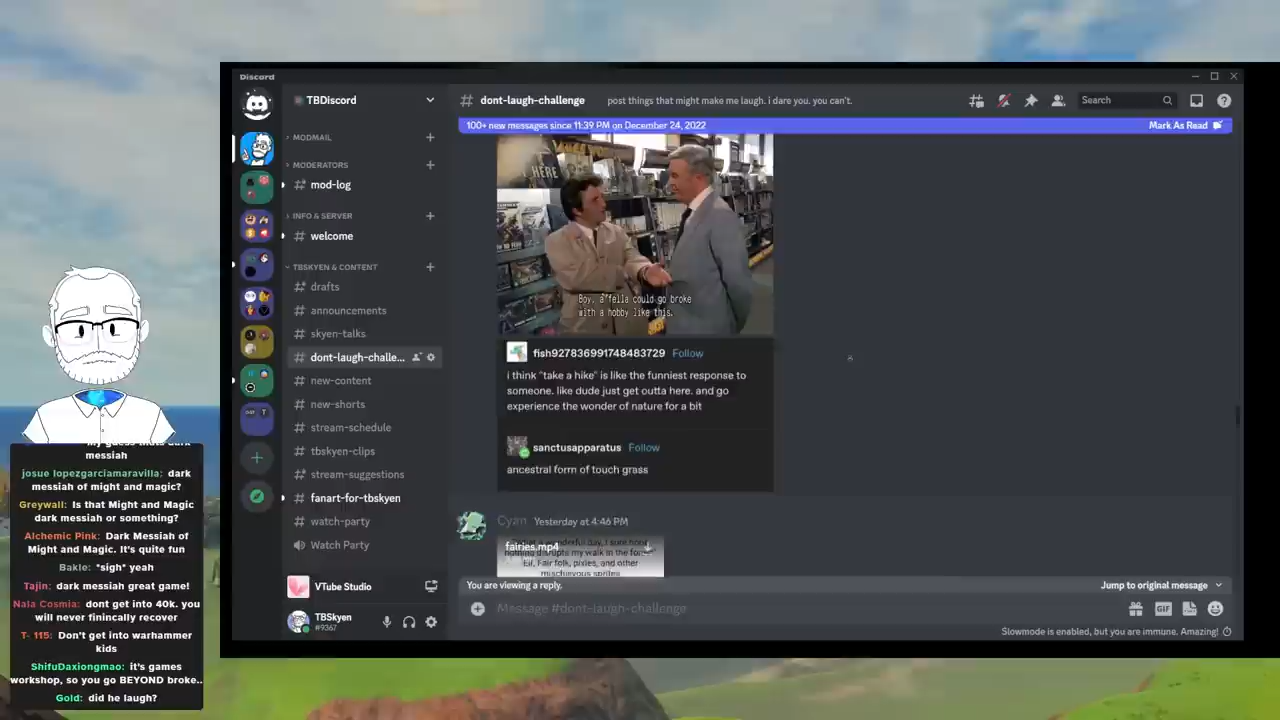 Discord
TBDiscord
MODMAIL
MODERATORS
mod-log
INFO & SERVER
welcome
TBSKYEN & CONTENT
drafts
announcements
skyen-talks
dont-laugh-challe...
new-content
new-shorts
stream-schedule
tbskyen-clips
stream-suggestions
fanart-for-tbskyen
watch-party
Watch Party
VTube Studio
TBSkyen
#9367
dont-laugh-challenge
post things that might make me laugh. i dare you. you can't.
Search
100+ new messages since 11:39 PM on December 24, 2022
Mark As Read
HERE
Boy, a fella could go broke
with a hobby like this.
fish927836991748483729 Follow
i think "take a hike" is like the funniest response to
someone. like dude just get outta here. and go
experience the wonder of nature for a bit
sanctusapparatus Follow
ancestral form of touch grass
Cyan Yesterday at 4:46 PM
fairies.mp4
Fair folk, pixies, and other
mischievous sprites
You are viewing a reply.
Jump to original message
Message #dont-laugh-challenge
GIF
Slowmode is enabled, but you are immune. Amazing!
messiah
josue lopezgarciamaravilla: dark
messiah of might and magic?
Greywall: Is that Might and Magic
dark messiah or something?
Alchemic Pink: Dark Messiah of
Might and Magic. It's quite fun
Bakle: *sigh* yeah
Tajin: dark messiah great game!
Nala Cosmia: dont get into 40k. you
will never finincally recover
T- 115: Don't get into warhammer
kids
ShifuDaxiongmao: it's games
workshop, so you go BEYOND broke..
Gold: did he laugh?